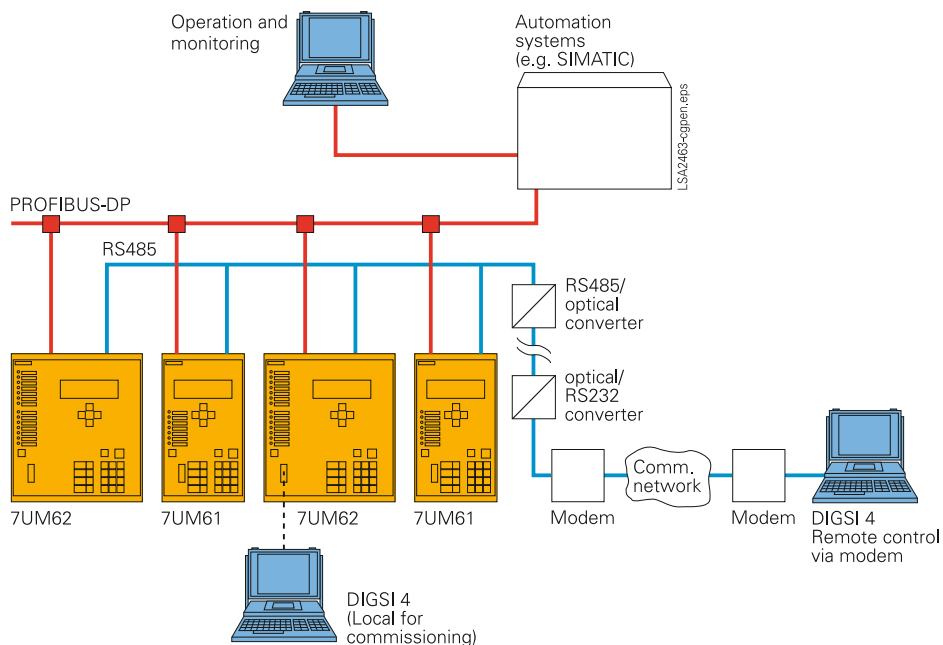 Operation and
monitoring
Automation
systems
(e.g. SIMATIC)
LSA2463-cgpen.eps
PROFIBUS-DP
RS485
RS485/
optical
converter
optical/
RS232
converter
Comm.
network
7UM62
7UM61
7UM62
7UM61
Modem
Modem
DIGSI 4
Remote control
via modem
DIGSI 4
(Local for
commissioning)